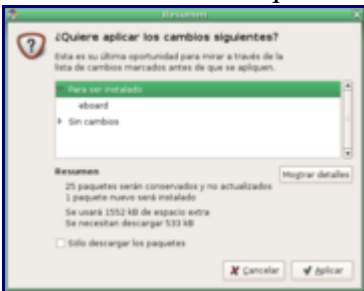 Resumen
¿Quiere aplicar los cambios siguientes?
Esta es su última oportunidad para mirar a través de la
lista de cambios marcados antes de que se apliquen.
Para ser instalado
eboard
Sin cambios
Resumen
Mostrar detalles
25 paquetes serán conservados y no actualizados
1 paquete nuevo será instalado
Se usará 1552 kB de espacio extra
Se necesitan descargar 533 kB
Sólo descargar los paquetes
Cancelar
Aplicar